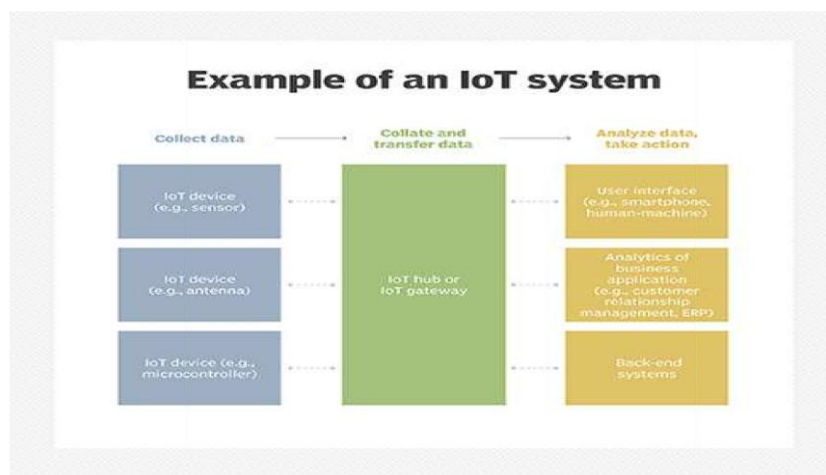 Example of an IoT system
Collect data
Collate and
transfer data
Analyze data,
take action
IoT device
(e.g., sensor)
IoT device
(e.g., antenna)
IoT device (e.g.,
microcontroller)
IoT hub or
IoT gateway
User interface
(e.g., smartphone,
human-machine)
Analytics of
business
application
(e.g., customer
relationship
management, ERP)
Back-end
systems